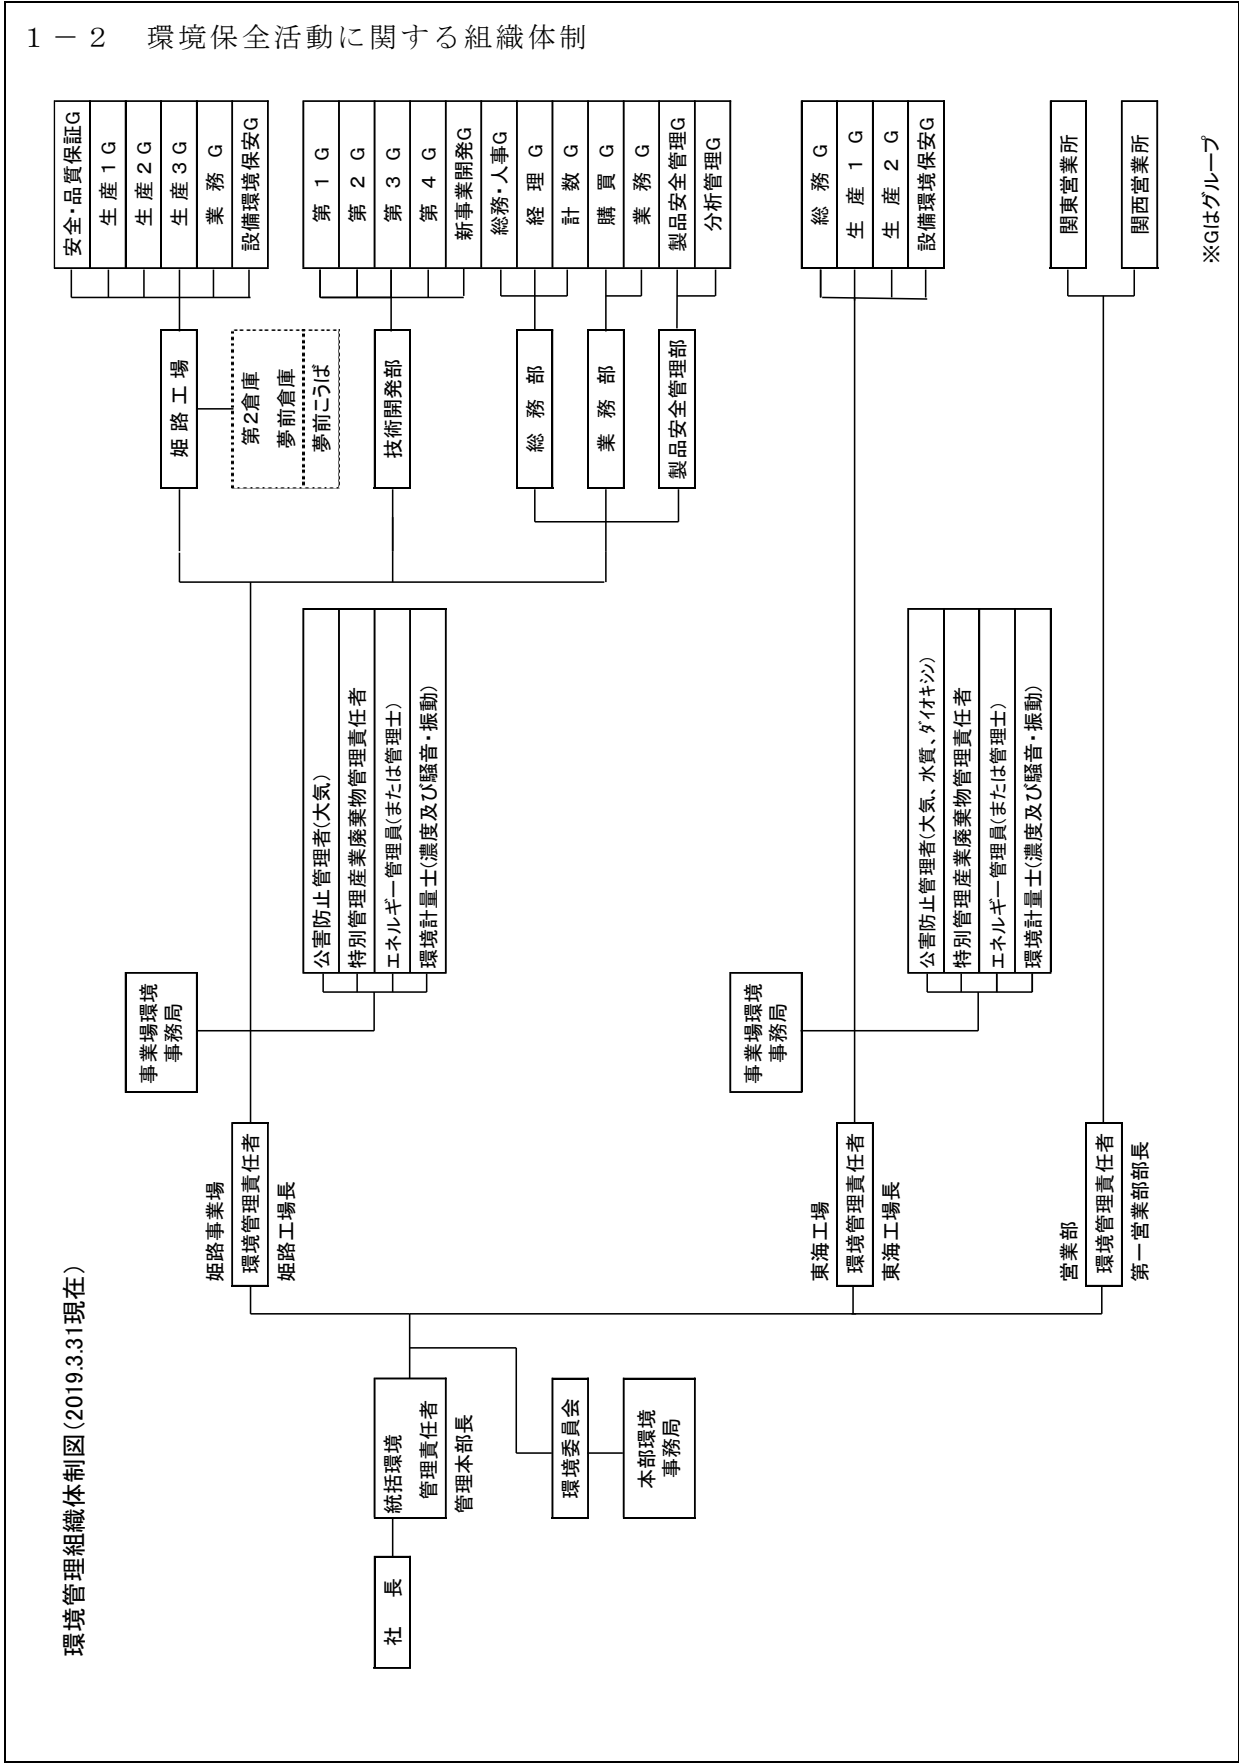 １－２　環境保全活動に関する組織体制
環境管理組織体制図(2019.3.31現在)
社　長
統括環境
管理責任者
管理本部長
環境委員会
本部環境
事務局
姫路事業場
環境管理責任者
姫路工場長
事業場環境
事務局
公害防止管理者(大気)
特別管理産業廃棄物管理責任者
エネルギー管理員(または管理士)
環境計量士(濃度及び騒音・振動)
姫路工場
第2倉庫
夢前倉庫
夢前こうば
安全・品質保証G
生産1G
生産2G
生産3G
業務G
設備環境保安G
技術開発部
第1G
第2G
第3G
第4G
新事業開発G
総務部
総務・人事G
経理G
計数G
業務部
購買G
業務G
製品安全管理部
製品安全管理G
分析管理G
東海工場
環境管理責任者
東海工場長
事業場環境
事務局
公害防止管理者(大気、水質、ダイオキシン)
特別管理産業廃棄物管理責任者
エネルギー管理員(または管理士)
環境計量士(濃度及び騒音・振動)
総務G
生産1G
生産2G
設備環境保安G
営業部
環境管理責任者
第一営業部部長
関東営業所
関西営業所
※Gはグループ